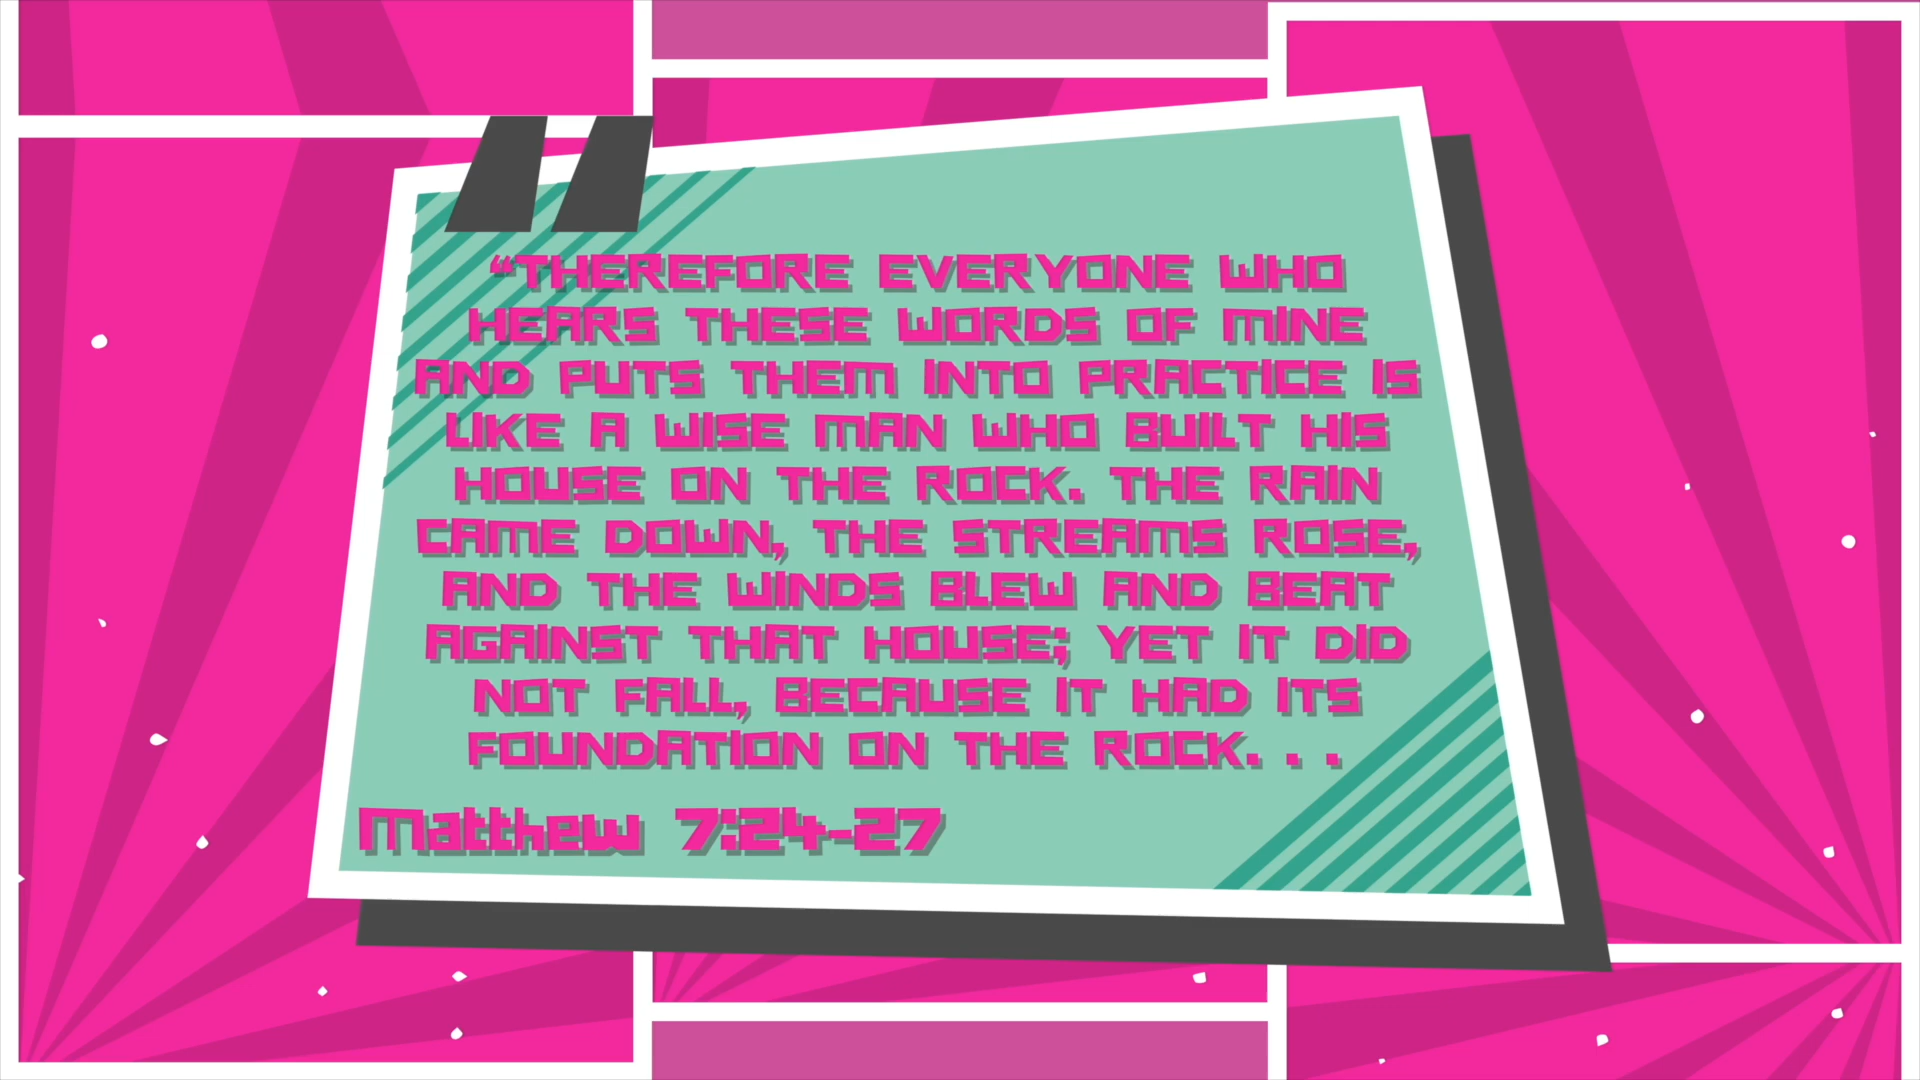 “THEREFORE EVERYONE WHO
HEARS THESE WORDS OF MINE
AND PUTS THEM INTO PRACTICE IS
LIKE A WISE MAN WHO BUILT HIS
HOUSE ON THE ROCK. THE RAIN
CAME DOWN, THE STREAMS ROSE,
AND THE WINDS BLEW AND BEAT
AGAINST THAT HOUSE; YET IT DID
NOT FALL, BECAUSE IT HAD ITS
FOUNDATION ON THE ROCK. . .
Matthew 7:24-27